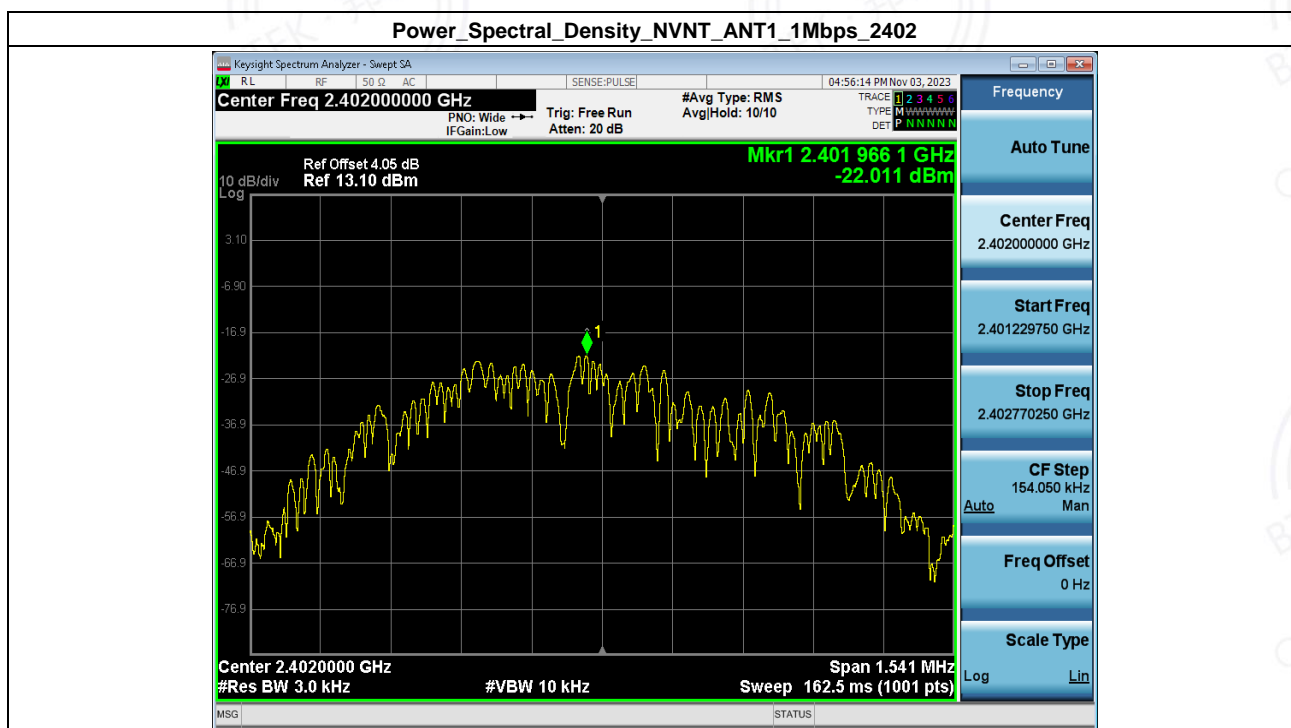 Power_Spectral_Density_NVNT_ANT1_1Mbps_2402
Keysight Spectrum Analyzer - Swept SA
LXI RL RF 50 Ω AC SENSE:PULSE 04:56:14 PM Nov 03, 2023
Center Freq 2.402000000 GHz
PNO: Wide
IFGain:Low
Trig: Free Run
Atten: 20 dB
#Avg Type: RMS
Avg|Hold: 10/10
TRACE 1 2 3 4 5 6
TYPE M W W W W W
DET P N N N N N
Mkr1 2.401 966 1 GHz
-22.011 dBm
Ref Offset 4.05 dB
10 dB/div Ref 13.10 dBm
Log
3.10
-6.90
-16.9
-26.9
-36.9
-46.9
-56.9
-66.9
-76.9
1
Center 2.4020000 GHz Span 1.541 MHz
#Res BW 3.0 kHz #VBW 10 kHz Sweep 162.5 ms (1001 pts)
MSG STATUS
Frequency
Auto Tune
Center Freq
2.402000000 GHz
Start Freq
2.401229750 GHz
Stop Freq
2.402770250 GHz
CF Step
154.050 kHz
Auto Man
Freq Offset
0 Hz
Scale Type
Log Lin